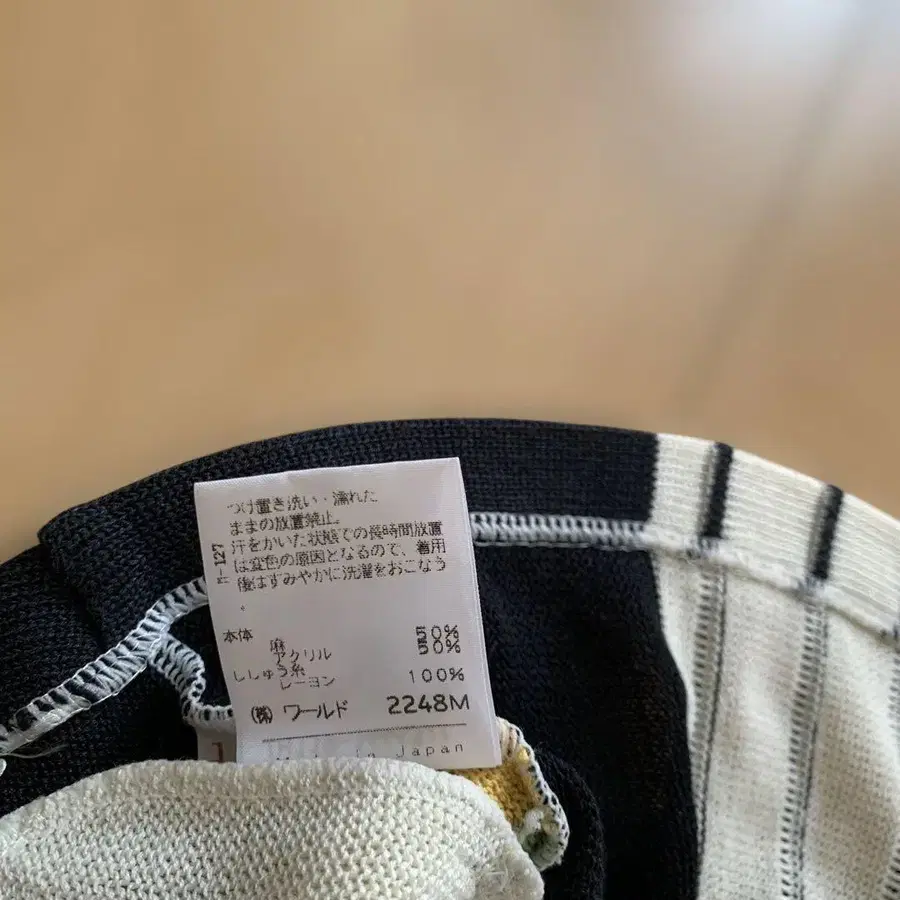 つけ置き洗い・濡れた
ままの放置禁止。
汗をかいた状態での長時間放置
は変色の原因となるので、着用
後はすみやかに洗濯をおこなう
。
本体
麻 50%
アクリル 50%
ししゅう糸
レーヨン 100%
(株) ワールド 2248M
Made in Japan
127